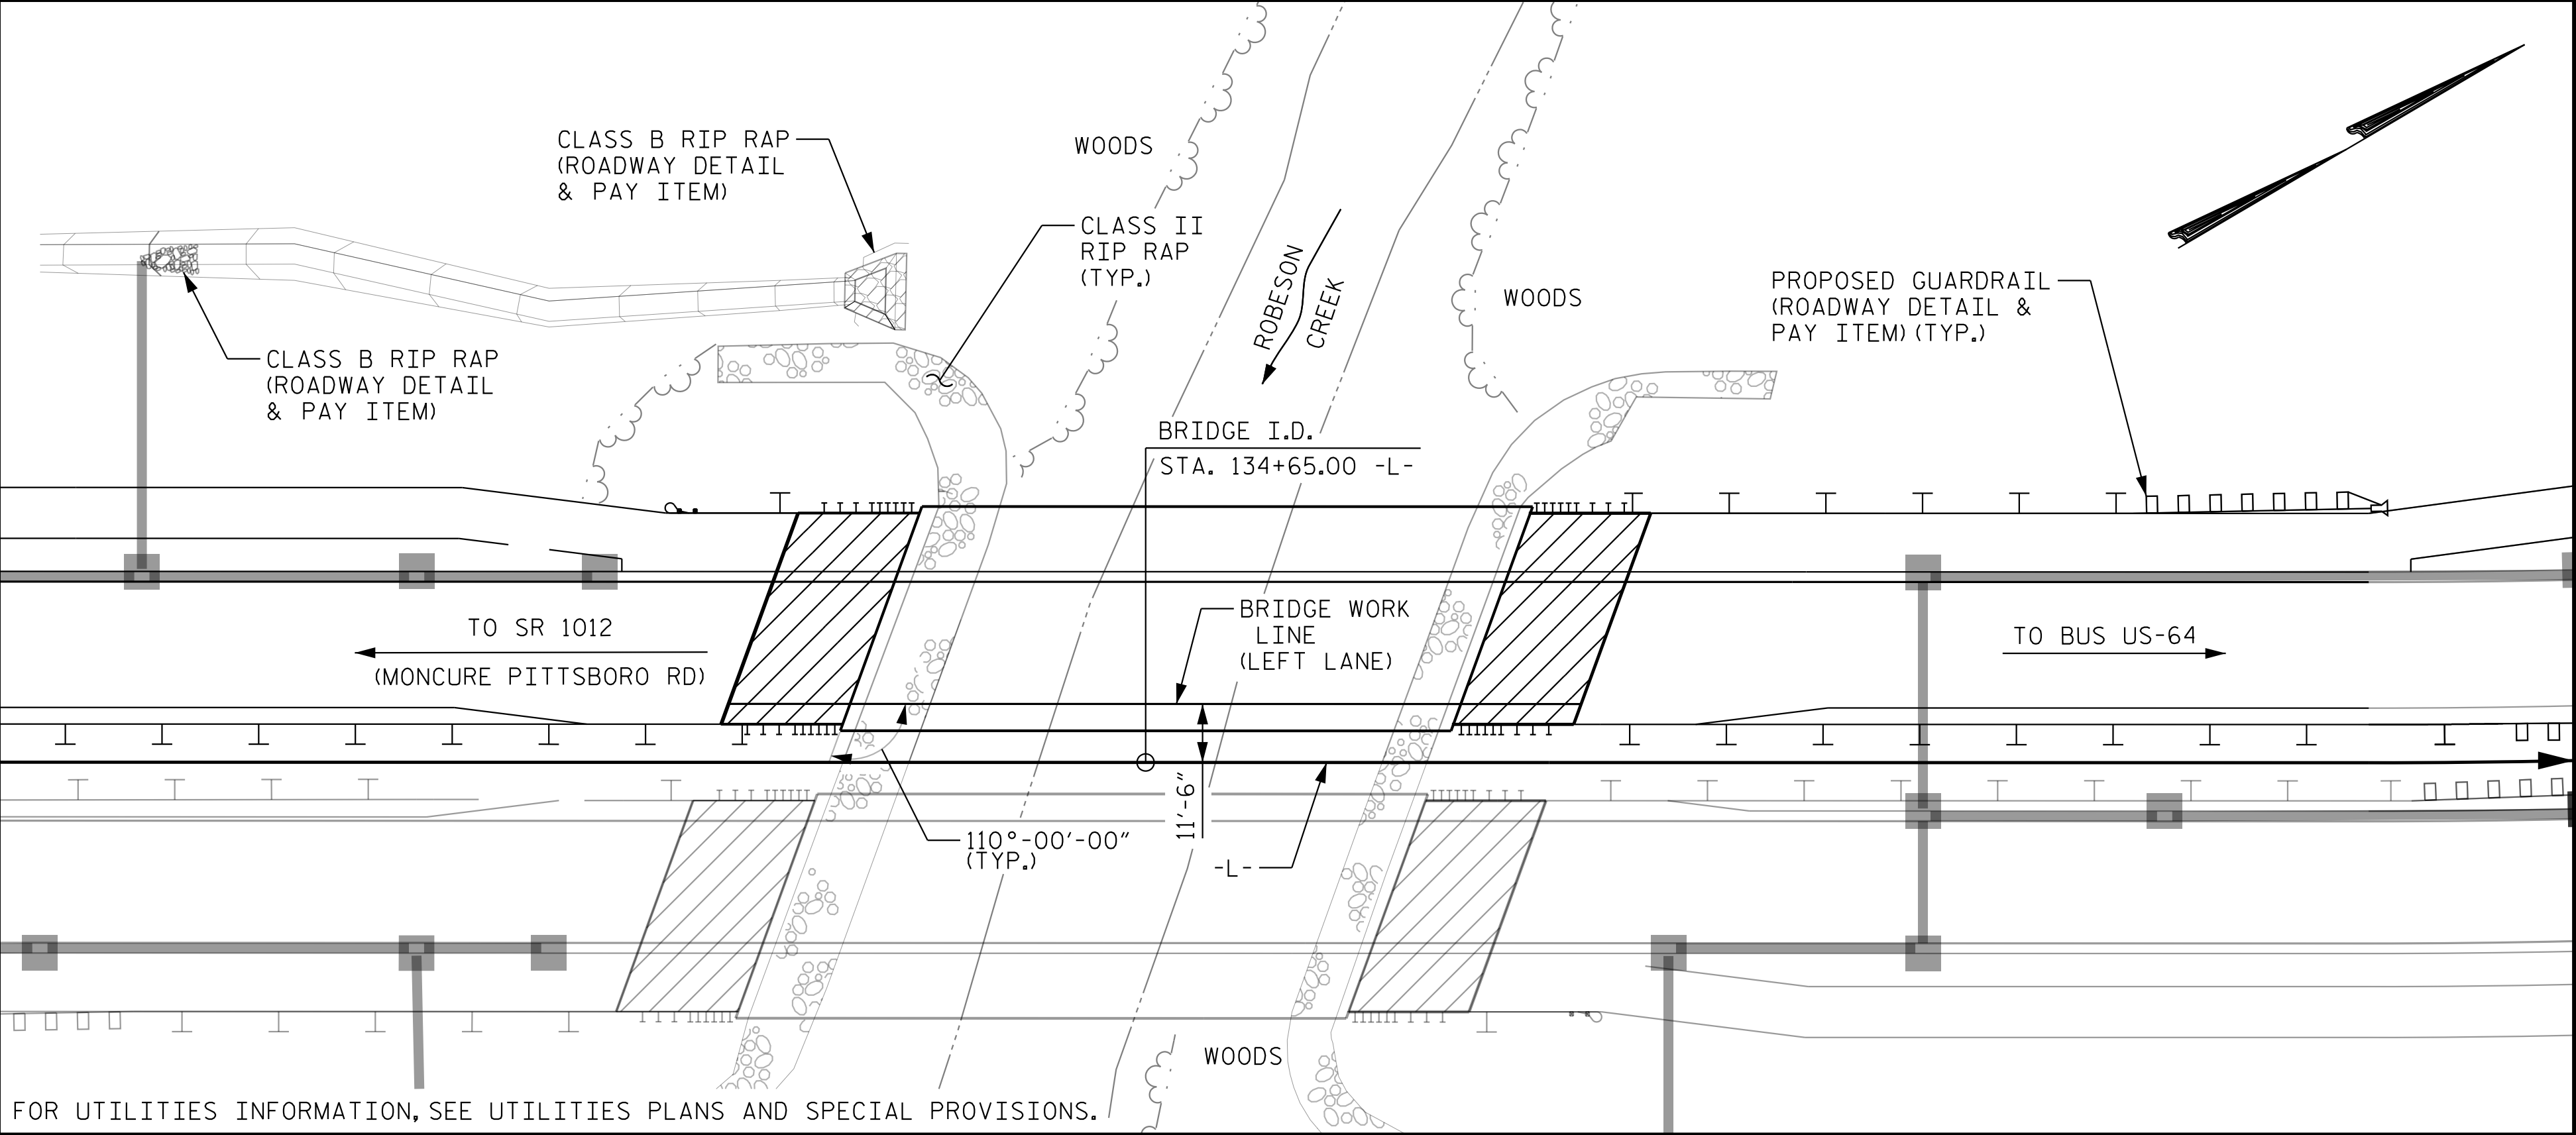 CLASS B RIP RAP
(ROADWAY DETAIL
& PAY ITEM)
WOODS
CLASS II
RIP RAP
(TYP.)
ROBESON
CREEK
WOODS
PROPOSED GUARDRAIL
(ROADWAY DETAIL &
PAY ITEM) (TYP.)
CLASS B RIP RAP
(ROADWAY DETAIL
& PAY ITEM)
BRIDGE I.D.
STA. 134+65.00 -L-
TO SR 1012
(MONCURE PITTSBORO RD)
BRIDGE WORK
LINE
(LEFT LANE)
TO BUS US-64
11'-6"
110°-00'-00"
(TYP.)
-L-
WOODS
FOR UTILITIES INFORMATION, SEE UTILITIES PLANS AND SPECIAL PROVISIONS.